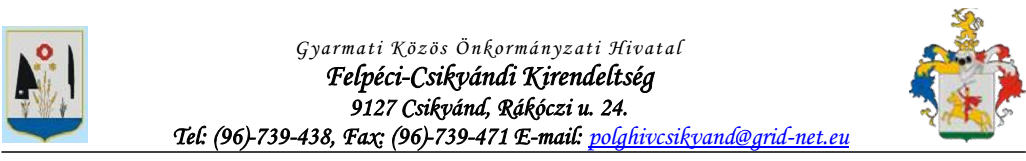 Gyarmati Közös Önkormányzati Hivatal
Felpéci-Csikvándi Kirendeltség
9127 Csikvánd, Rákóczi u. 24.
Tel: (96)-739-438, Fax: (96)-739-471 E-mail: polghivcsikvand@grid-net.eu